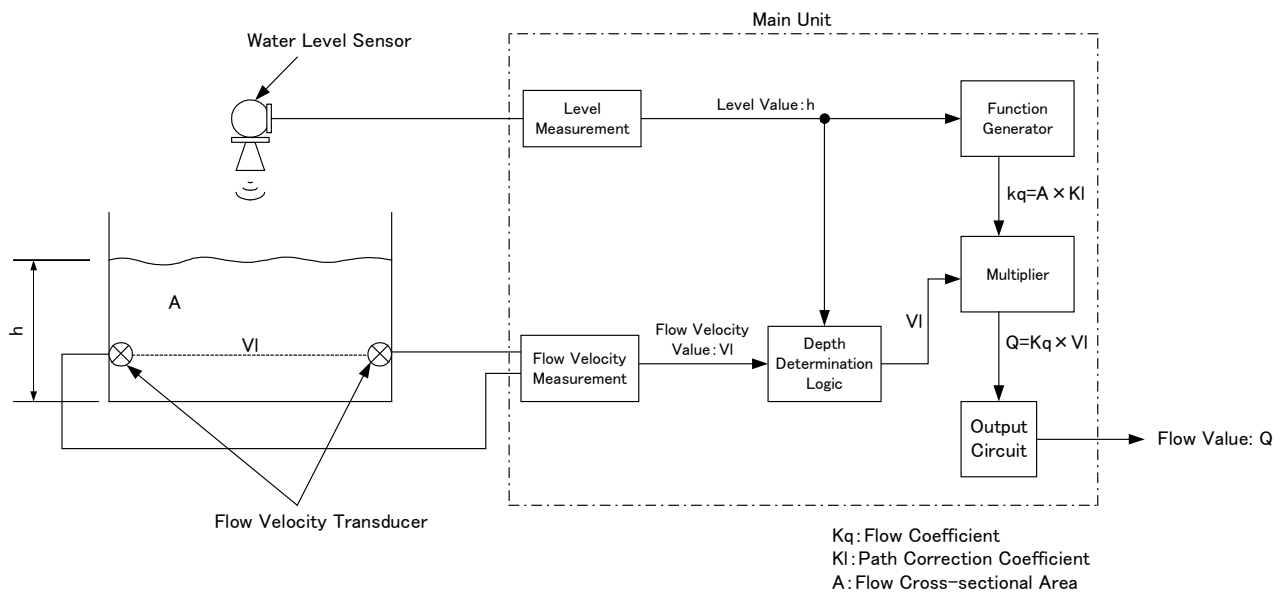 Main Unit
Water Level Sensor
Level
Measurement
Level Value:h
Function
Generator
kq=A×Kl
h
A
Vl
Flow Velocity
Measurement
Flow Velocity
Value:Vl
Depth
Determination
Logic
Vl
Multiplier
Q=Kq×Vl
Output
Circuit
Flow Value: Q
Flow Velocity Transducer
Kq:Flow Coefficient
Kl:Path Correction Coefficient
A:Flow Cross-sectional Area